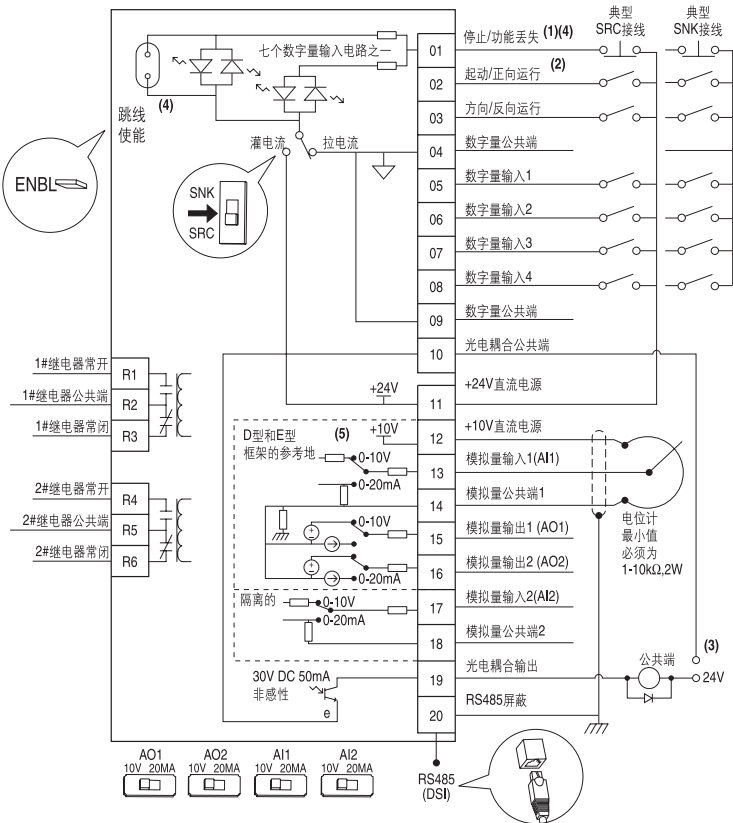 典型
SRC接线
典型
SNK接线
七个数字量输入电路之一
01
停止/功能丢失 (1)(4)
(2)
02
起动/正向运行
(4)
跳线
使能
03
方向/反向运行
灌电流
拉电流
04
数字量公共端
ENBL
SNK
SRC
05
数字量输入1
06
数字量输入2
07
数字量输入3
08
数字量输入4
09
数字量公共端
10
光电耦合公共端
1#继电器常开
R1
1#继电器公共端
R2
1#继电器常闭
R3
+24V
11
+24V直流电源
D型和E型
框架的参考地
(5)
+10V
12
+10V直流电源
0-10V
13
模拟量输入1(AI1)
0-20mA
14
模拟量公共端1
2#继电器常开
R4
2#继电器公共端
R5
2#继电器常闭
R6
0-10V
15
模拟量输出1 (AO1)
0-20mA
16
模拟量输出2 (AO2)
电位计
最小值
必须为
1-10kΩ,2W
隔离的
0-10V
17
模拟量输入2(AI2)
0-20mA
18
模拟量公共端2
30V DC 50mA
非感性
e
19
光电耦合输出
公共端
(3)
24V
20
RS485屏蔽
AO1
10V 20MA
AO2
10V 20MA
AI1
10V 20MA
AI2
10V 20MA
RS485
(DSI)